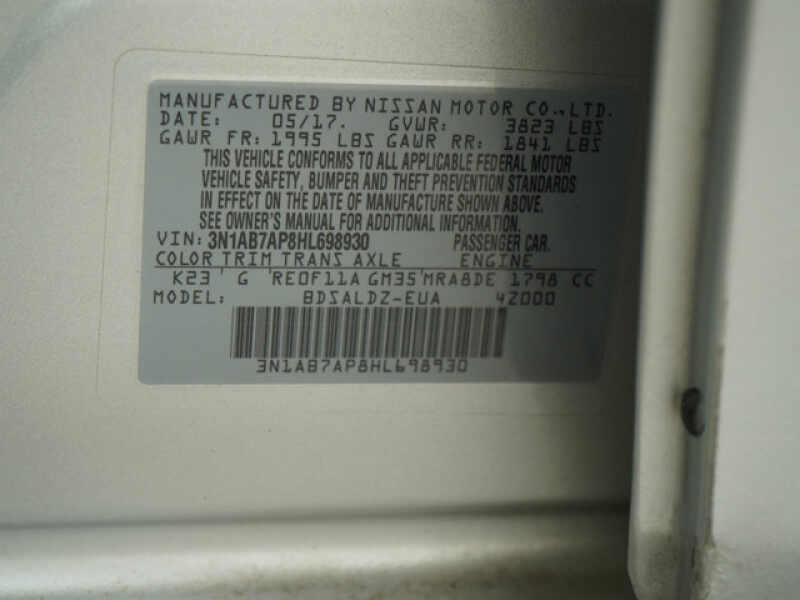 MANUFACTURED BY NISSAN MOTOR CO.,LTD.
DATE: 05/17. GVWR: 3823 LBS
GAWR FR: 1995 LBS GAWR RR: 1841 LBS
THIS VEHICLE CONFORMS TO ALL APPLICABLE FEDERAL MOTOR
VEHICLE SAFETY, BUMPER AND THEFT PREVENTION STANDARDS
IN EFFECT ON THE DATE OF MANUFACTURE SHOWN ABOVE.
SEE OWNER'S MANUAL FOR ADDITIONAL INFORMATION.
VIN: 3N1AB7AP8HL698930 PASSENGER CAR.
COLOR TRIM TRANS AXLE ENGINE
K23 ' G 'RE0F11A GM35'MRA8DE 1798 CC
MODEL: BDSALDZ-EUA 4Z000
3N1AB7AP8HL698930